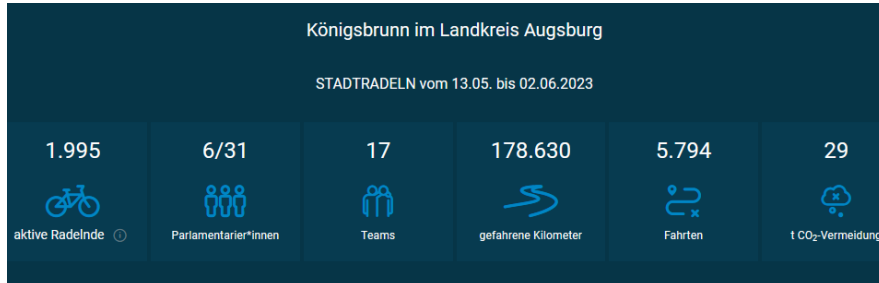 Königsbrunn im Landkreis Augsburg
STADTRADELN vom 13.05. bis 02.06.2023
1.995 6/31 17 178.630 5.794 29
aktive Radelnde Parlamentarier*innen Teams gefahrene Kilometer Fahrten t CO₂-Vermeidung